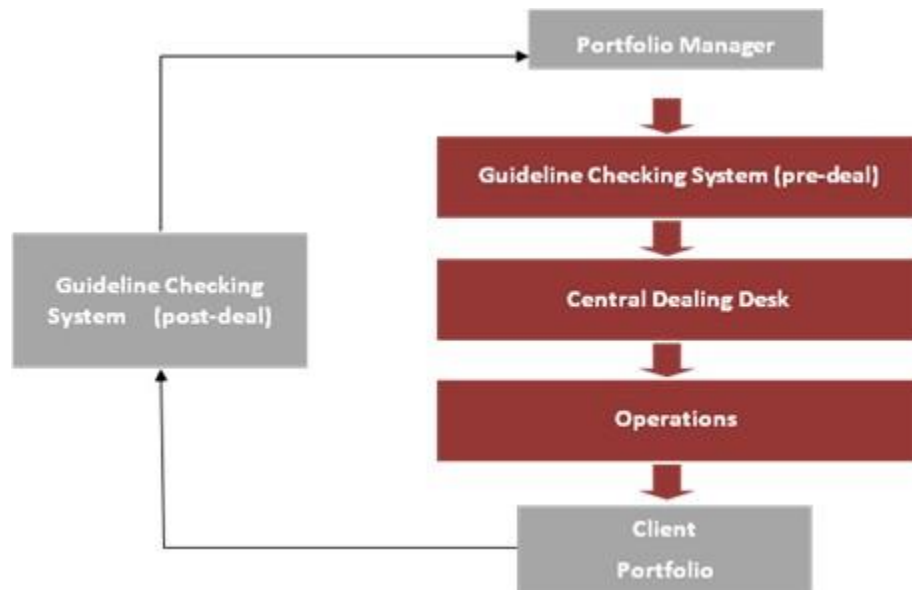 Portfolio Manager
Guideline Checking System (pre-deal)
Central Dealing Desk
Operations
Client
Portfolio
Guideline Checking
System (post-deal)